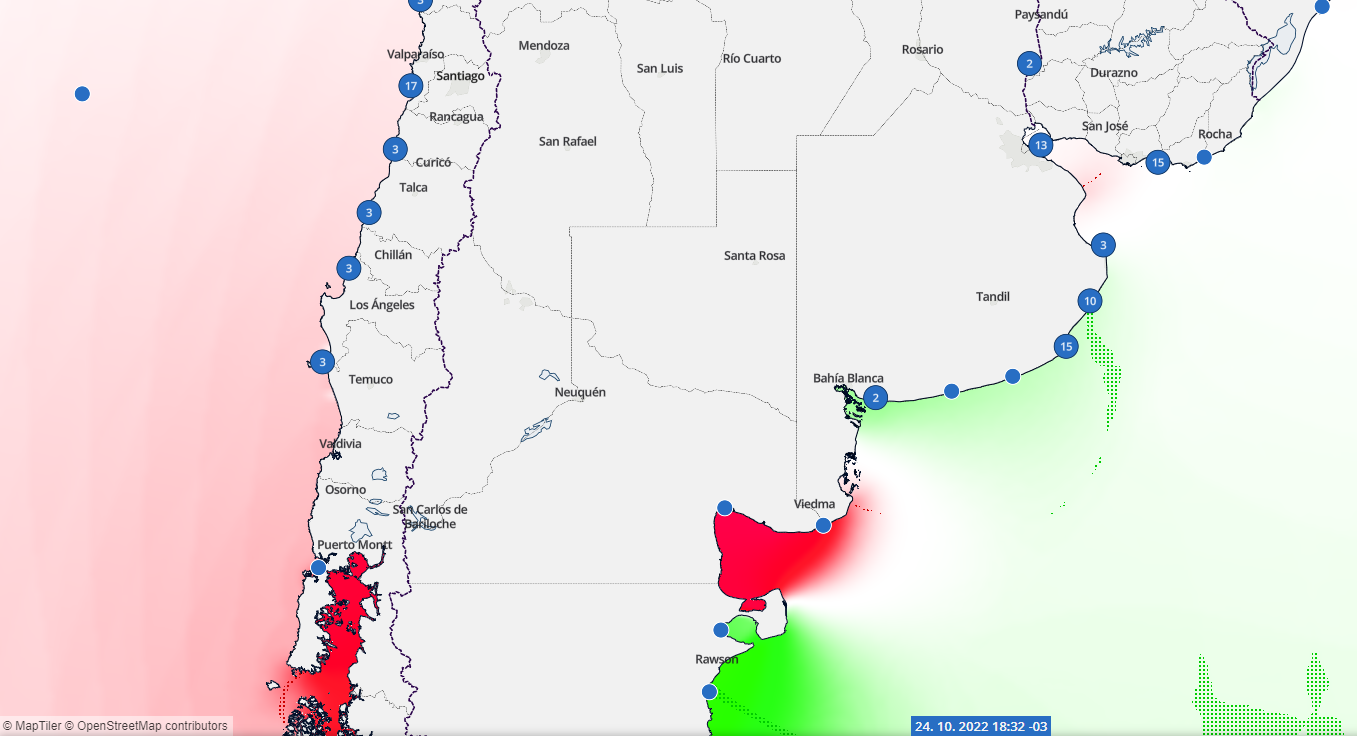 3
Paysandú
Valparaíso
Mendoza
San Luis
Río Cuarto
Rosario
2
Durazno
17
Santiago
Rancagua
San José
Rocha
3
Curicó
San Rafael
13
15
Talca
3
Chillán
Santa Rosa
3
3
Los Ángeles
Tandil
10
3
Temuco
15
Neuquén
Bahía Blanca
2
Valdivia
Osorno
San Carlos de
Bariloche
Viedma
Puerto Montt
Rawson
© MapTiler © OpenStreetMap contributors
24. 10. 2022 18:32 -03